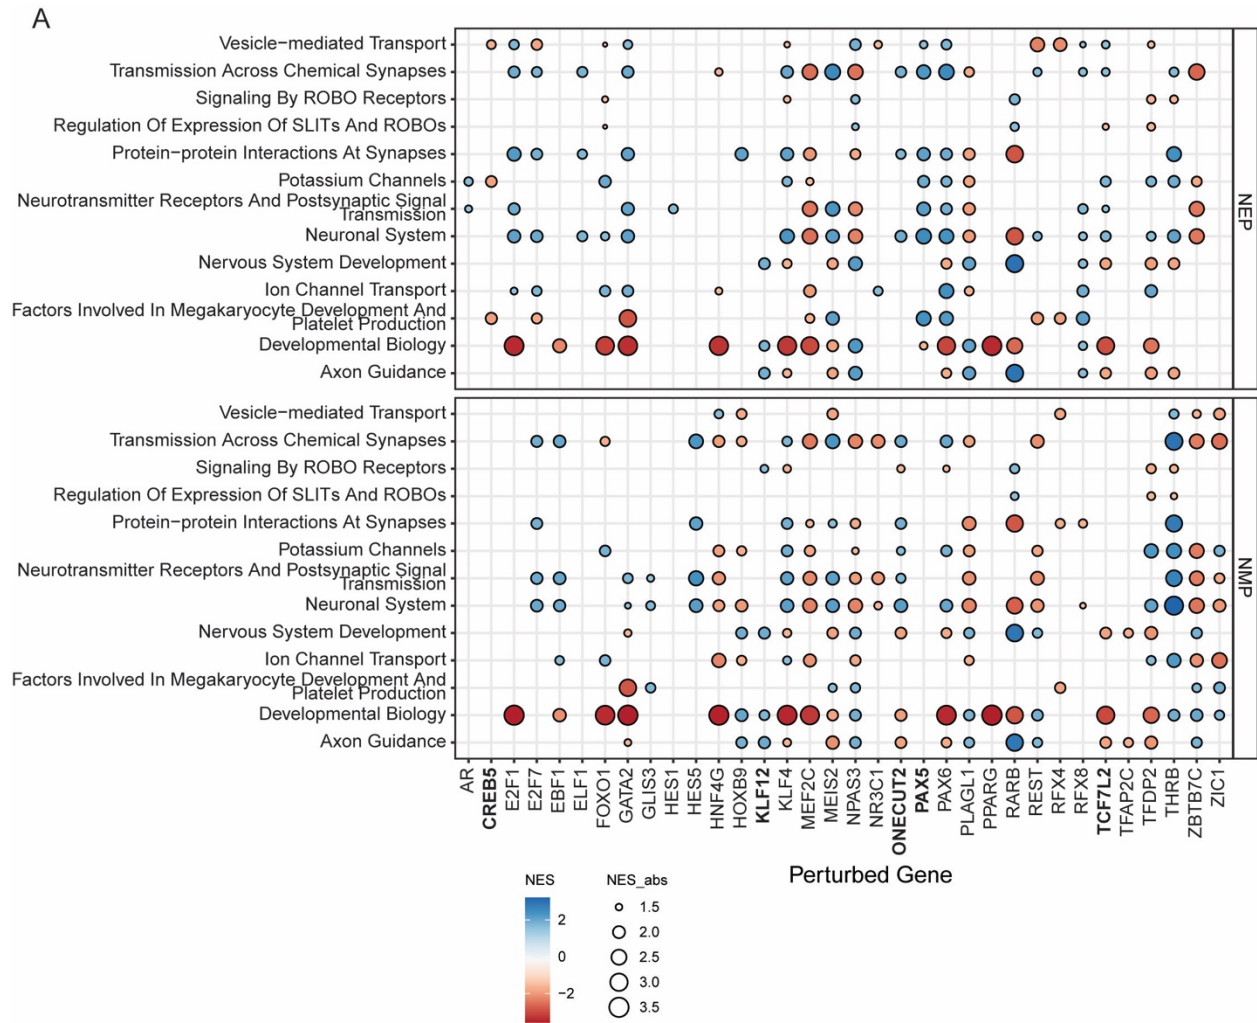 A
Vesicle−mediated Transport
Transmission Across Chemical Synapses
Signaling By ROBO Receptors
Regulation Of Expression Of SLITs And ROBOs
Protein−protein Interactions At Synapses
Potassium Channels
Neurotransmitter Receptors And Postsynaptic Signal
Transmission
Neuronal System
Nervous System Development
Ion Channel Transport
Factors Involved In Megakaryocyte Development And
Platelet Production
Developmental Biology
Axon Guidance
NEP
Vesicle−mediated Transport
Transmission Across Chemical Synapses
Signaling By ROBO Receptors
Regulation Of Expression Of SLITs And ROBOs
Protein−protein Interactions At Synapses
Potassium Channels
Neurotransmitter Receptors And Postsynaptic Signal
Transmission
Neuronal System
Nervous System Development
Ion Channel Transport
Factors Involved In Megakaryocyte Development And
Platelet Production
Developmental Biology
Axon Guidance
NMP
AR
CREB5
E2F1
E2F7
EBF1
ELF1
FOXO1
GATA2
GLIS3
HES1
HES5
HNF4G
HOXB9
KLF12
KLF4
MEF2C
MEIS2
NPAS3
NR3C1
ONECUT2
PAX5
PAX6
PLAGL1
PPARG
RARB
REST
RFX4
RFX8
TCF7L2
TFAP2C
TFDP2
THRB
ZBTB7C
ZIC1
Perturbed Gene
NES
2
0
−2
NES_abs
1.5
2.0
2.5
3.0
3.5